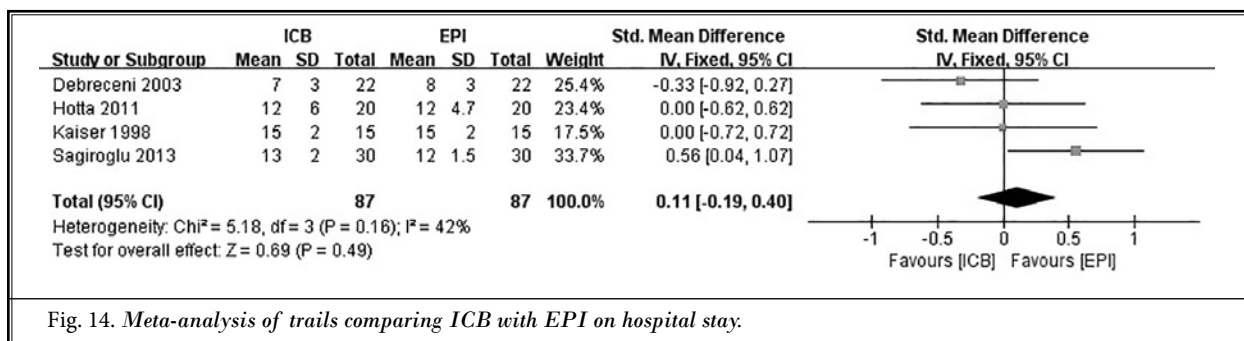 ICB EPI Std. Mean Difference Std. Mean Difference
Study or Subgroup Mean SD Total Mean SD Total Weight IV, Fixed, 95% CI IV, Fixed, 95% CI
Debreceni 2003 7 3 22 8 3 22 25.4% -0.33 [-0.92, 0.27]
Hotta 2011 12 6 20 12 4.7 20 23.4% 0.00 [-0.62, 0.62]
Kaiser 1998 15 2 15 15 2 15 17.5% 0.00 [-0.72, 0.72]
Sagiroglu 2013 13 2 30 12 1.5 30 33.7% 0.56 [0.04, 1.07]
Total (95% CI) 87 87 100.0% 0.11 [-0.19, 0.40]
Heterogeneity: Chi² = 5.18, df = 3 (P = 0.16); I² = 42%
Test for overall effect: Z = 0.69 (P = 0.49)
-1 -0.5 0 0.5 1
Favours [ICB] Favours [EPI]
Fig. 14. Meta-analysis of trails comparing ICB with EPI on hospital stay.